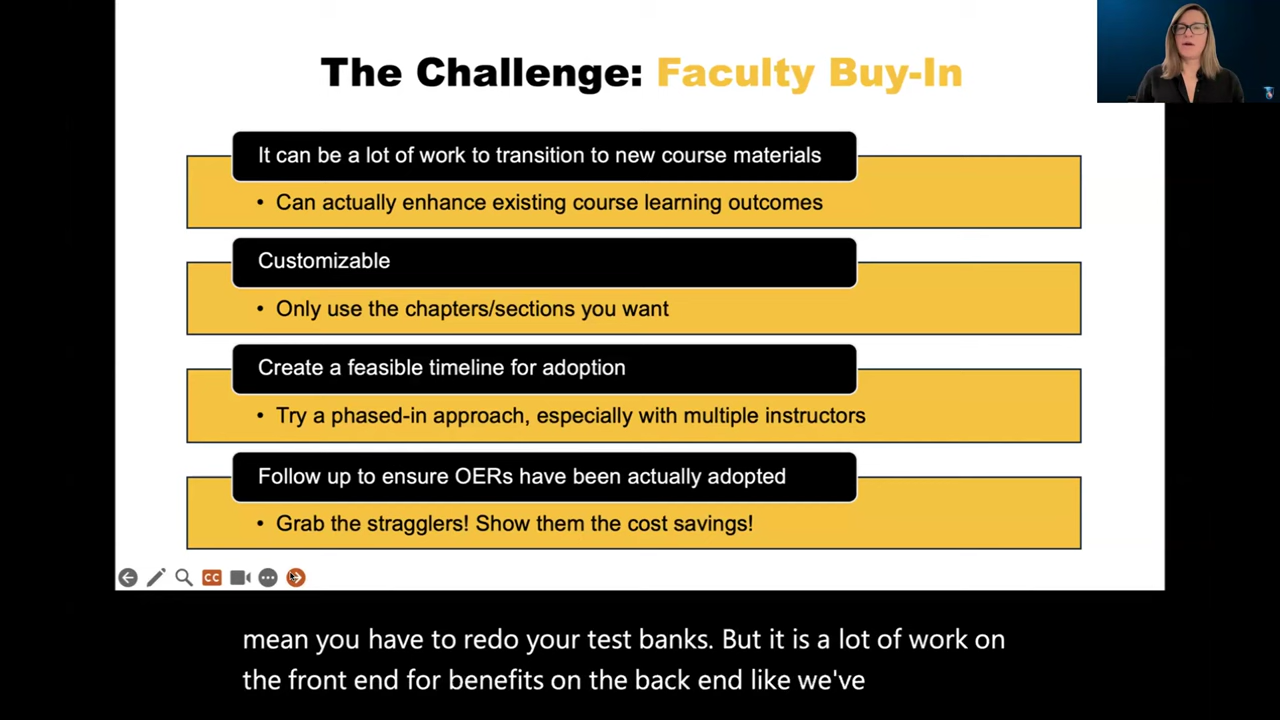 The Challenge: Faculty Buy-In
It can be a lot of work to transition to new course materials
• Can actually enhance existing course learning outcomes
Customizable
• Only use the chapters/sections you want
Create a feasible timeline for adoption
• Try a phased-in approach, especially with multiple instructors
Follow up to ensure OERs have been actually adopted
• Grab the stragglers! Show them the cost savings!
CC
mean you have to redo your test banks. But it is a lot of work on
the front end for benefits on the back end like we've